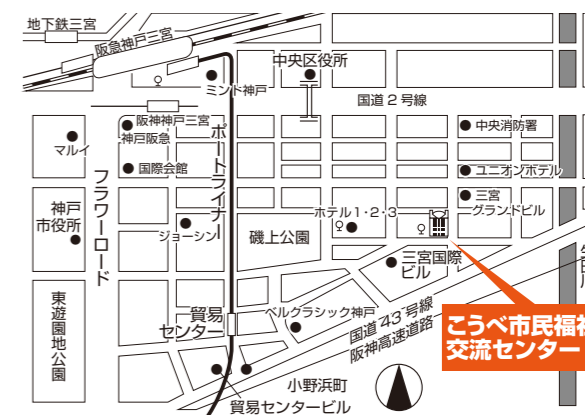 地下鉄三宮
阪急神戸三宮
中央区役所
ミント神戸
国道2号線
阪神神戸三宮
神戸阪急
マルイ
国際会館
ポートライナー
中央消防署
ユニオンホテル
三宮
グランドビル
フラワーロード
神戸
市役所
ジョーシン
磯上公園
ホテル1・2・3
三宮国際
ビル
東遊園地公園
貿易
センター
ベルクラシック神戸
国道43号線
阪神高速道路
こうべ市民福祉
交流センター
小野浜町
貿易センタービル